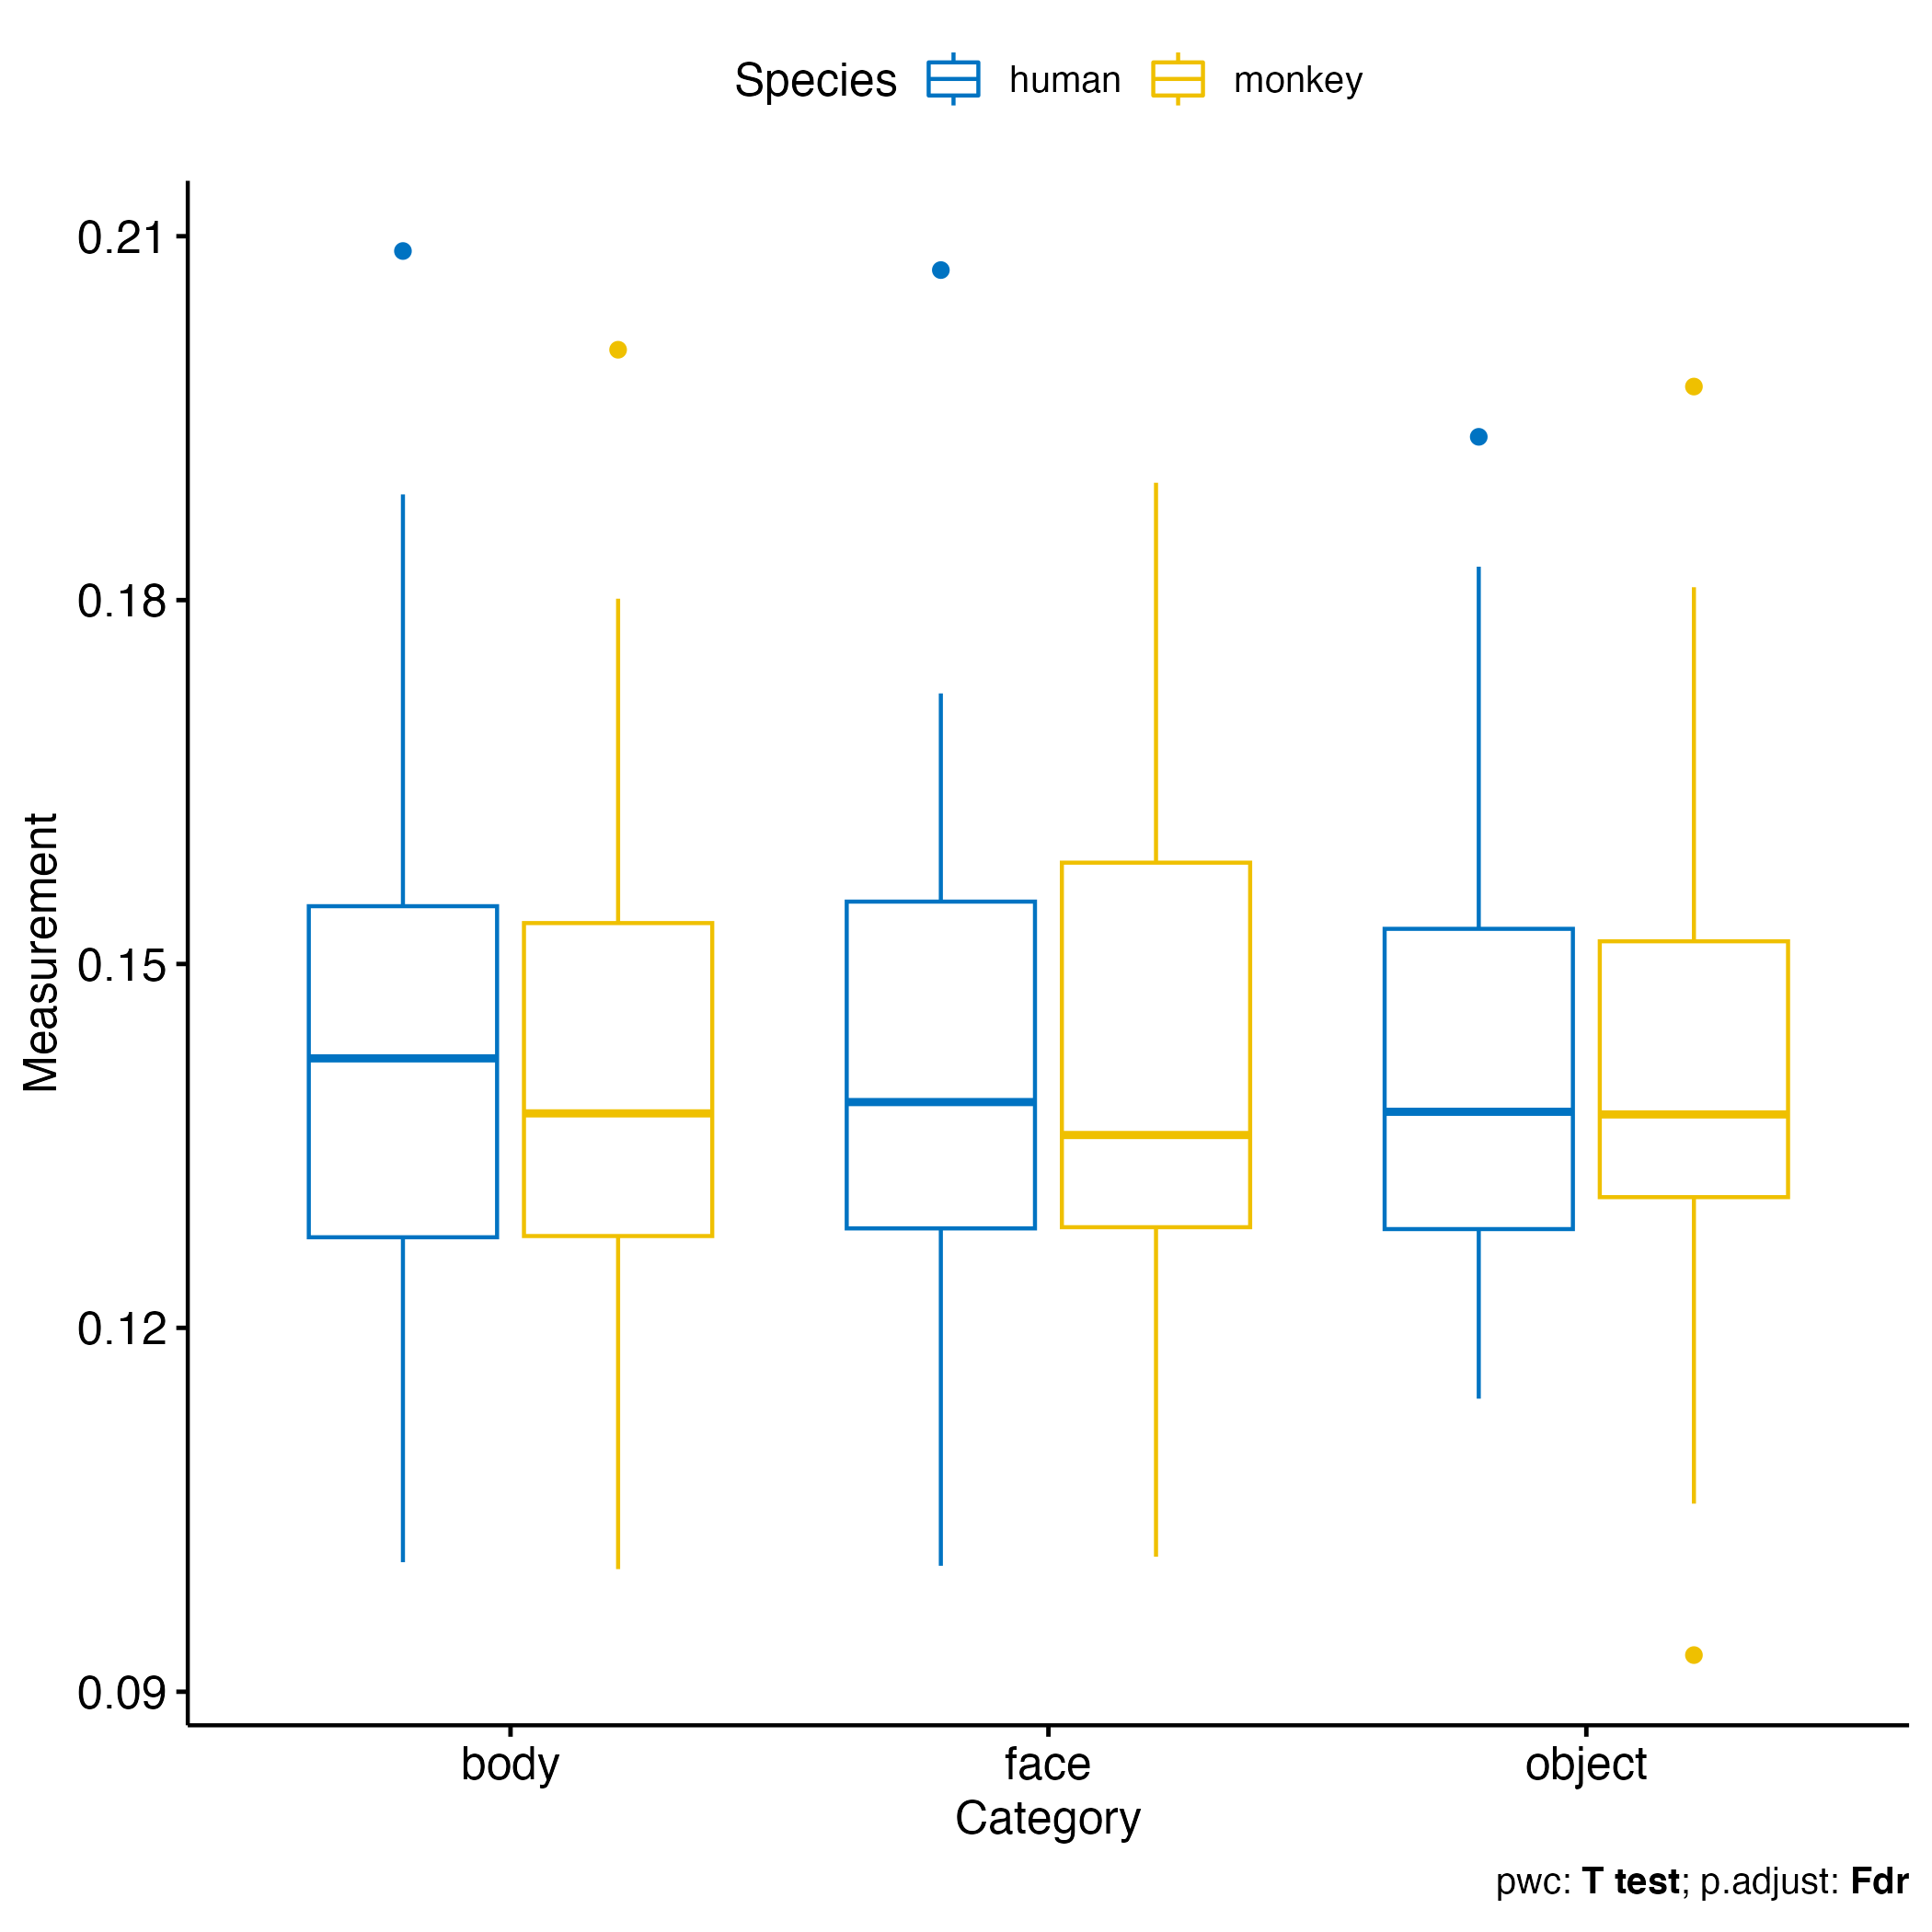 Species human monkey
0.21
0.18
0.15
0.12
0.09
Measurement
body face object
Category
pwc: T test; p.adjust: Fdr